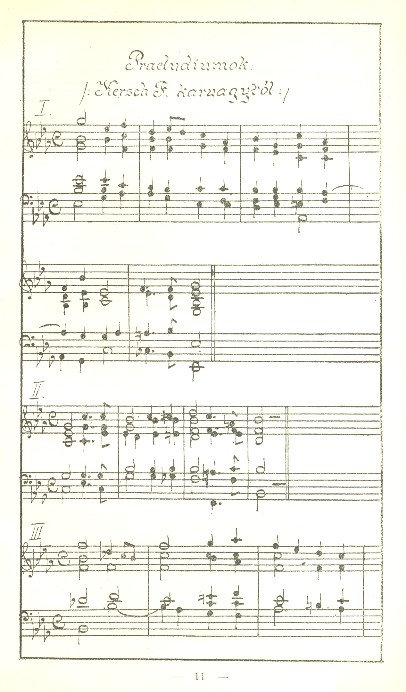 Praeludiumok.
/: Kersch F. karnagytól :/
I.
II.
III
— 11 —